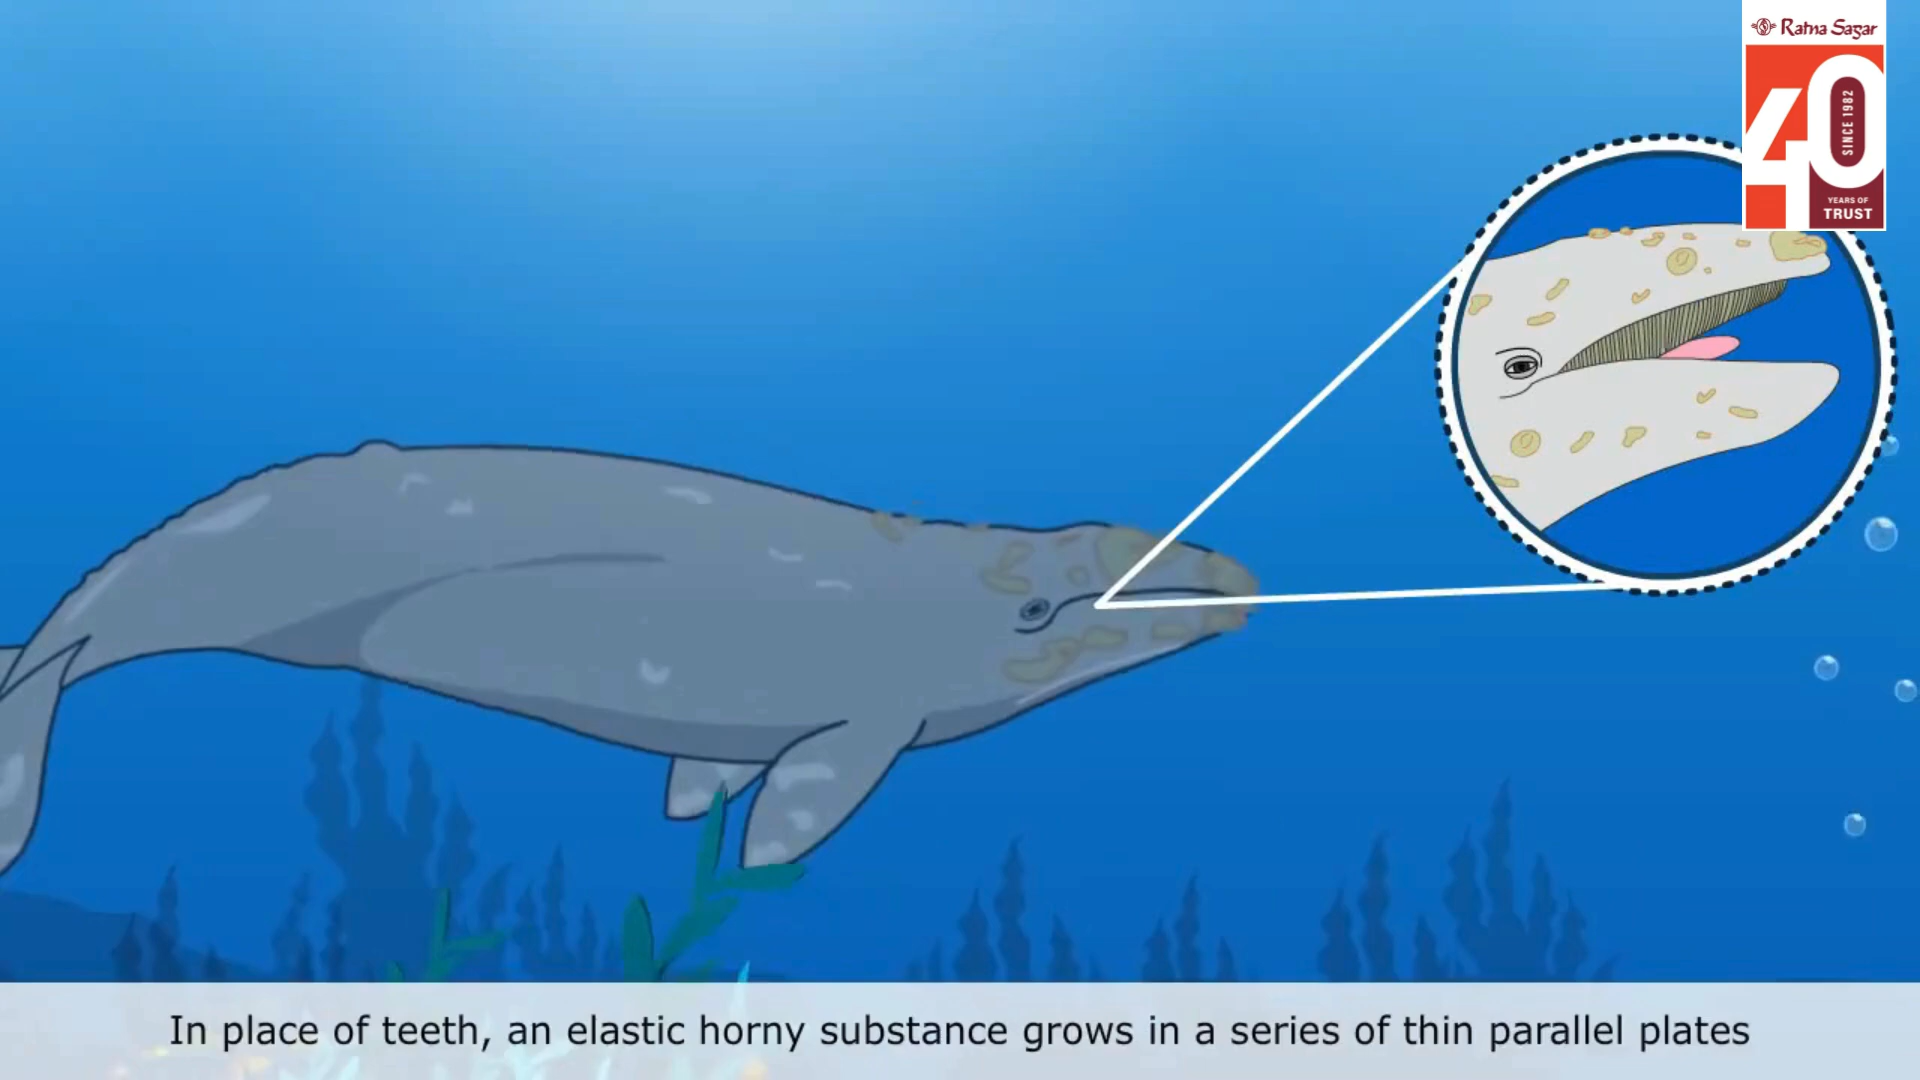 Ratna Sagar
40
SINCE 1982
YEARS OF
TRUST
In place of teeth, an elastic horny substance grows in a series of thin parallel plates